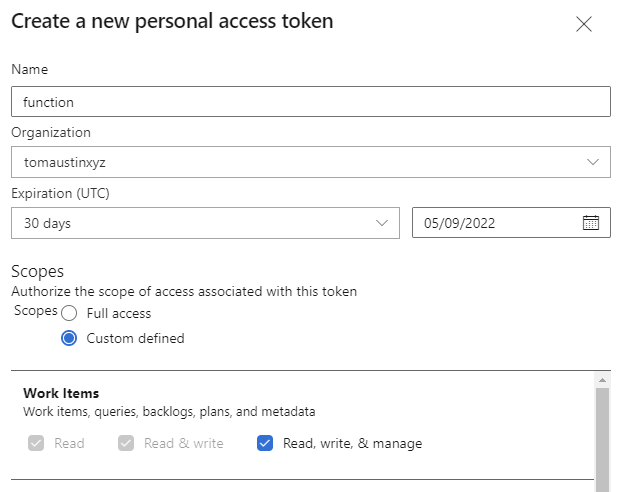 Create a new personal access token
Name
function
Organization
tomaustinxyz
Expiration (UTC)
30 days 05/09/2022
Scopes
Authorize the scope of access associated with this token
Scopes Full access
Custom defined
Work Items
Work items, queries, backlogs, plans, and metadata
Read Read & write Read, write, & manage